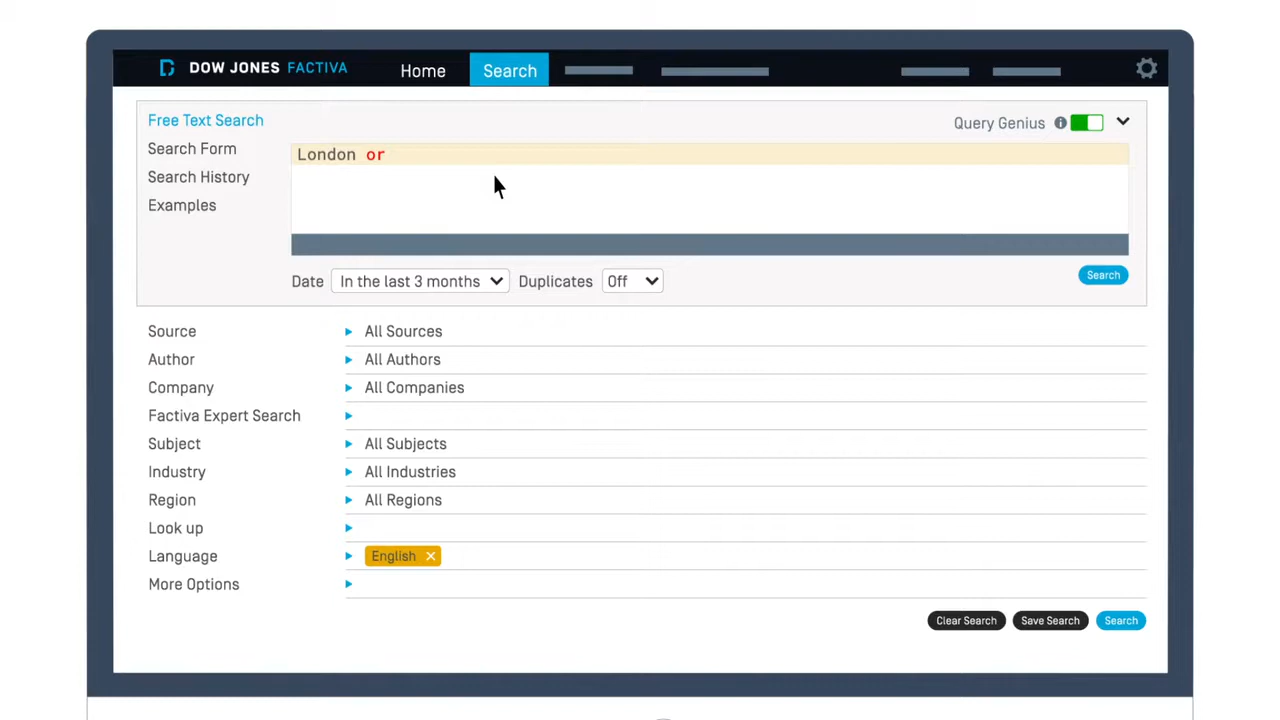 DOW JONES FACTIVA Home Search
Free Text Search
Query Genius
Search Form
London or
Search History
Examples
Date In the last 3 months Duplicates Off Search
Source All Sources
Author All Authors
Company All Companies
Factiva Expert Search
Subject All Subjects
Industry All Industries
Region All Regions
Look up
Language English ×
More Options
Clear Search Save Search Search